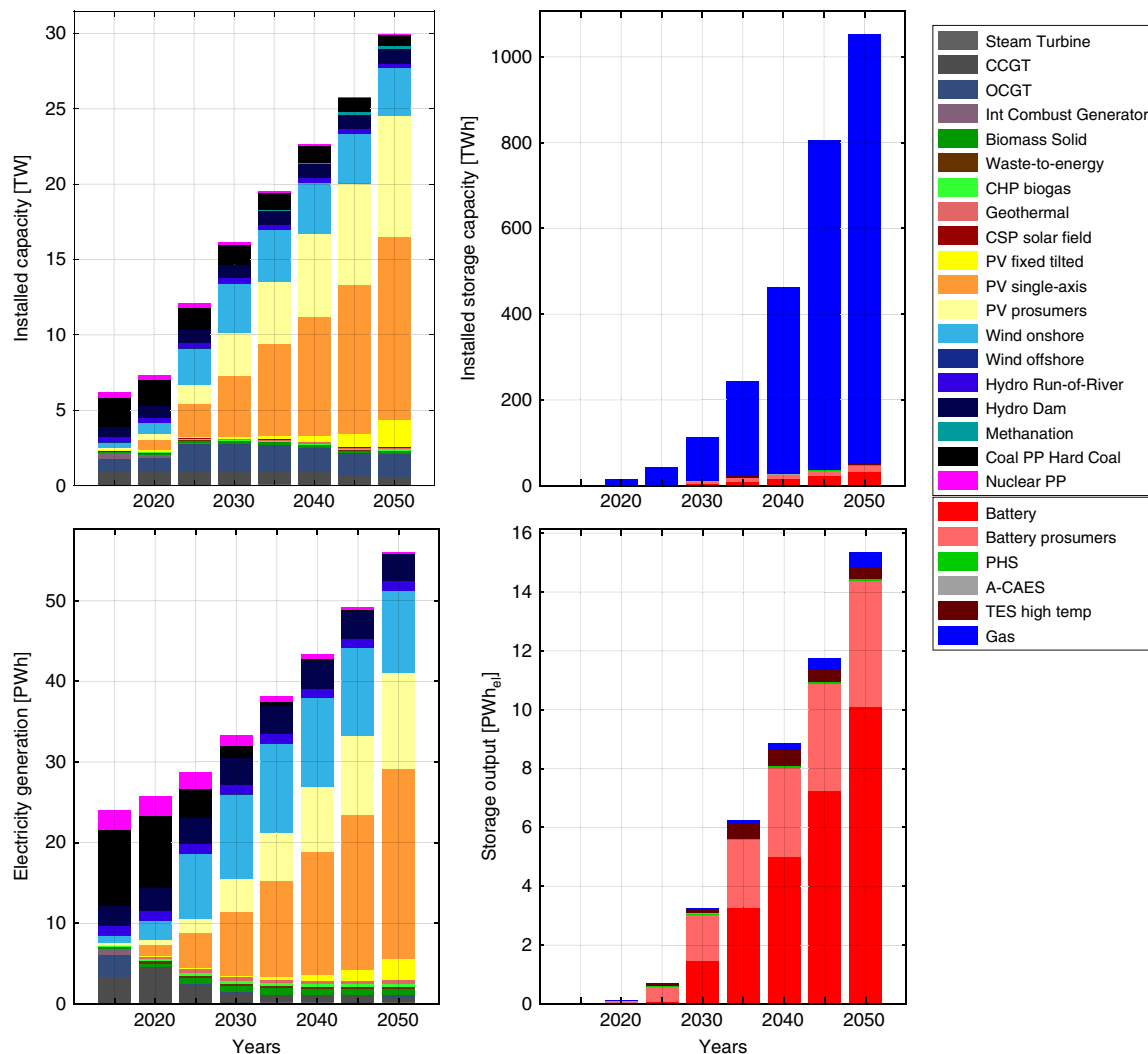 Installed capacity [TW]
30
25
20
15
10
5
0
2020
2030
2040
2050
Installed storage capacity [TWh]
1000
800
600
400
200
0
2020
2030
2040
2050
Steam Turbine
CCGT
OCGT
Int Combust Generator
Biomass Solid
Waste-to-energy
CHP biogas
Geothermal
CSP solar field
PV fixed tilted
PV single-axis
PV prosumers
Wind onshore
Wind offshore
Hydro Run-of-River
Hydro Dam
Methanation
Coal PP Hard Coal
Nuclear PP
Battery
Battery prosumers
PHS
A-CAES
TES high temp
Gas
Electricity generation [PWh]
50
40
30
20
10
0
2020
2030
2040
2050
Years
Storage output [PWhel]
16
14
12
10
8
6
4
2
0
2020
2030
2040
2050
Years